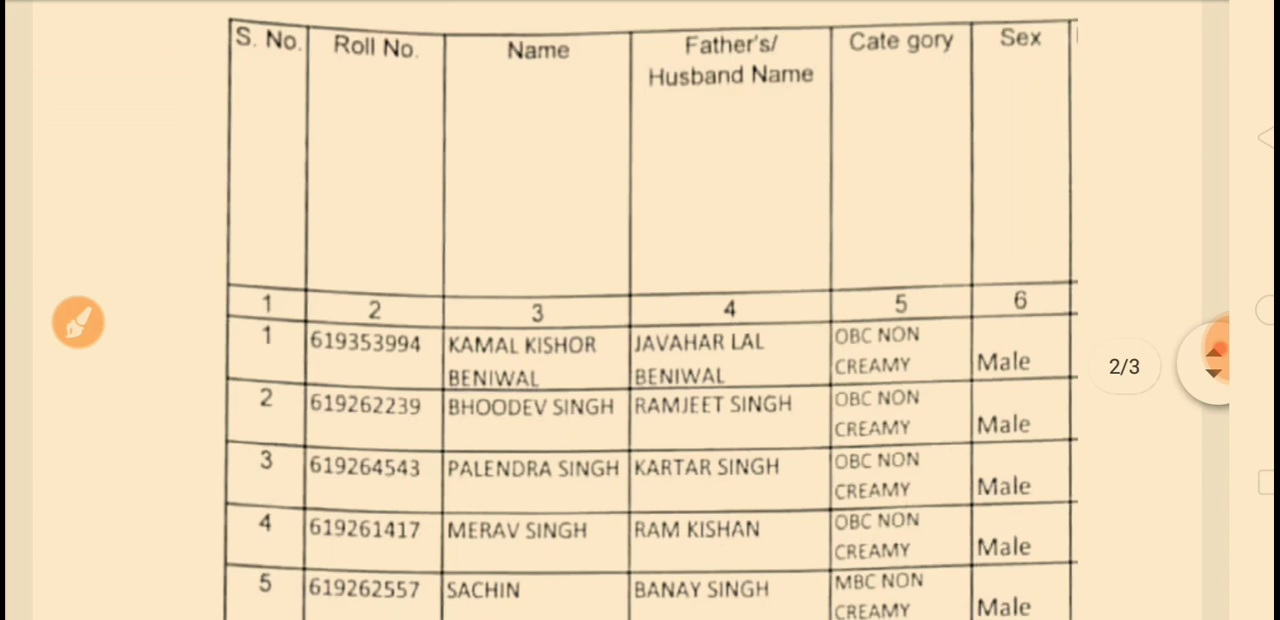 S. No. Roll No. Name Father's/ Cate gory Sex
Husband Name
1 2 3 4 5 6
1 619353994 KAMAL KISHOR JAVAHAR LAL OBC NON
BENIWAL BENIWAL CREAMY Male
2 619262239 BHOODEV SINGH RAMJEET SINGH OBC NON
CREAMY Male
3 619264543 PALENDRA SINGH KARTAR SINGH OBC NON
CREAMY Male
4 619261417 MERAV SINGH RAM KISHAN OBC NON
CREAMY Male
5 619262557 SACHIN BANAY SINGH MBC NON
CREAMY Male
2/3